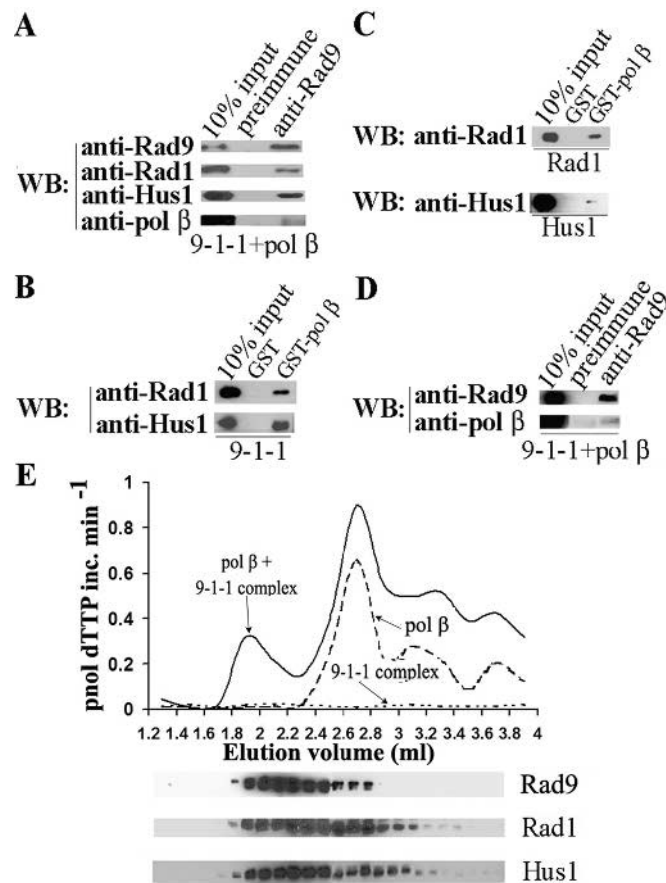 A
10% input
preimmune
anti-Rad9
WB:
anti-Rad9
anti-Rad1
anti-Hus1
anti-pol β
9-1-1+pol β
B
10% input
GST
GST-pol β
WB:
anti-Rad1
anti-Hus1
9-1-1
C
10% input
GST
GST-pol β
WB: anti-Rad1
Rad1
WB: anti-Hus1
Hus1
D
10% input
preimmune
anti-Rad9
WB:
anti-Rad9
anti-pol β
9-1-1+pol β
E
pnol dTTP inc. min -1
1
0.8
0.6
0.4
0.2
0
pol β +
9-1-1 complex
pol β
9-1-1 complex
1.2 1.4 1.6 1.8 2 2.2 2.4 2.6 2.8 3 3.2 3.4 3.6 3.8 4
Elution volume (ml)
Rad9
Rad1
Hus1